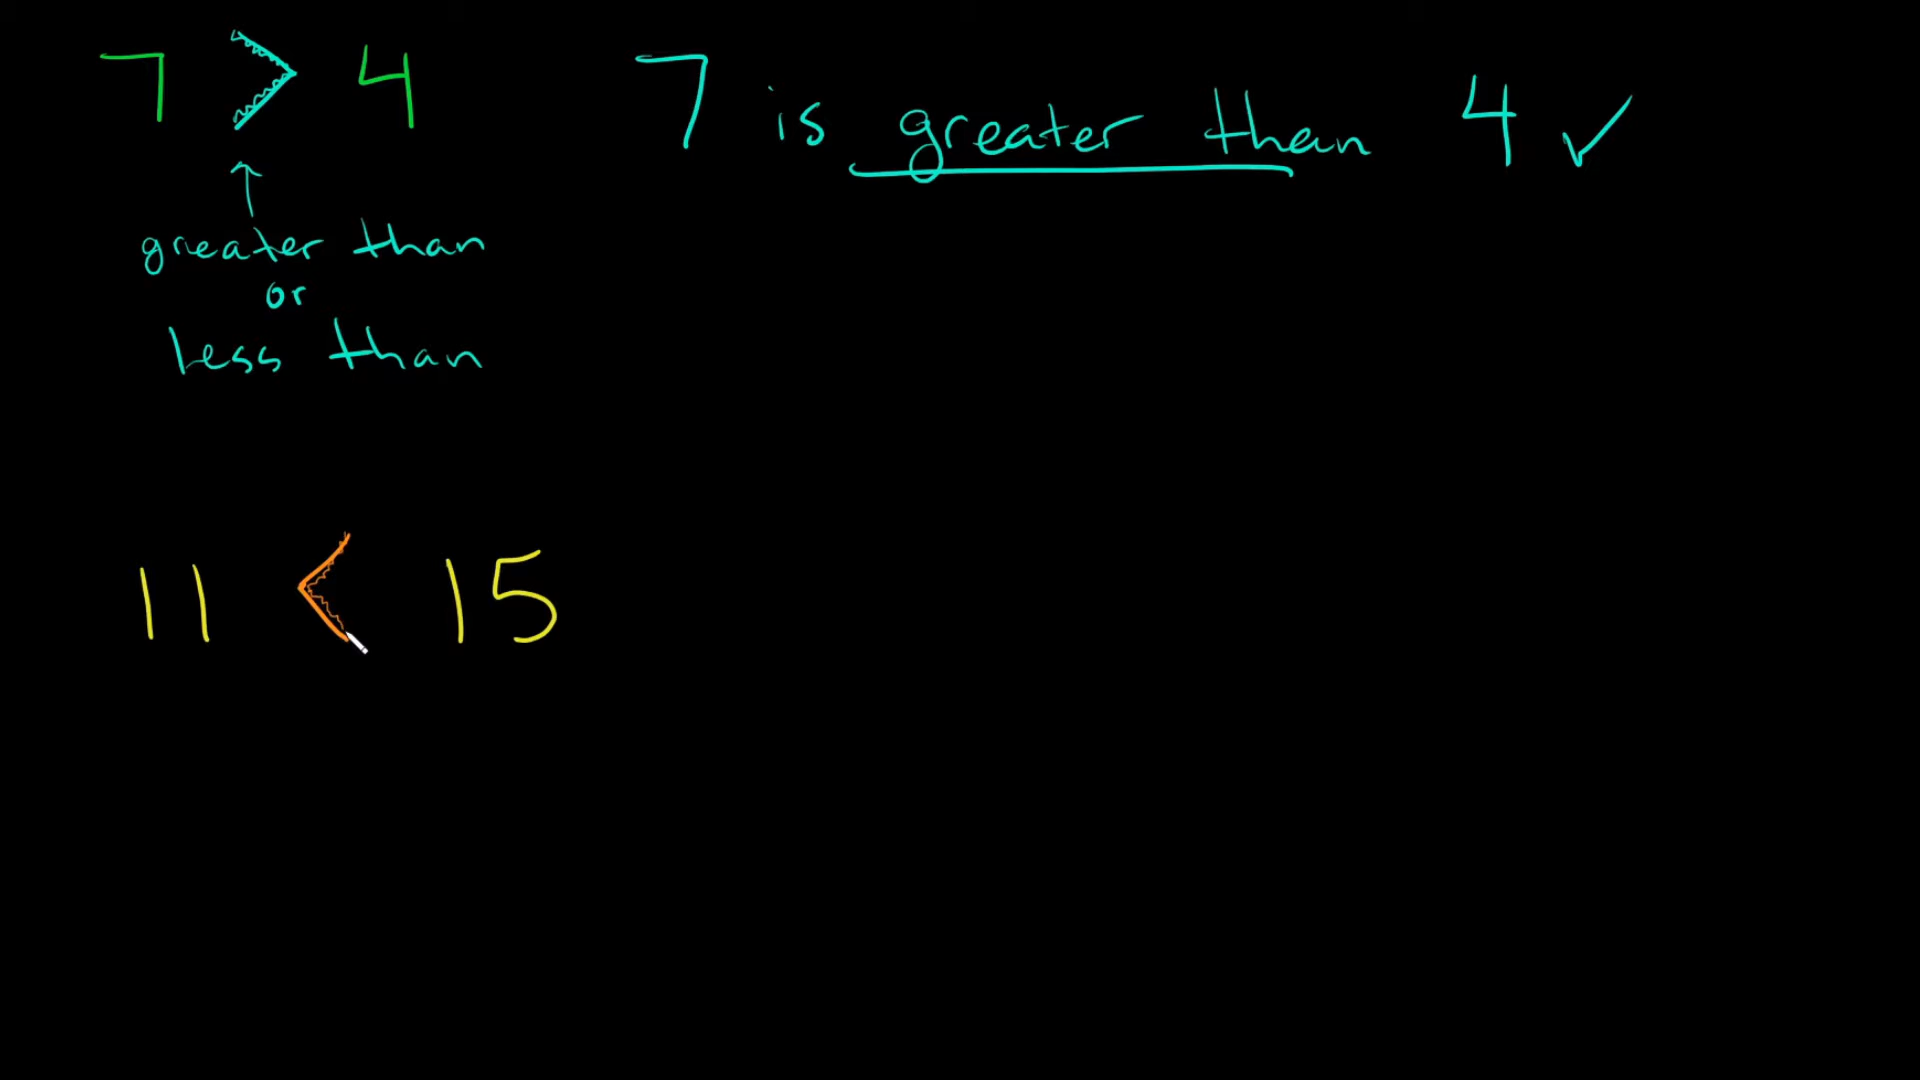 7 > 4 7 is greater than 4 ✓
↑
greater than
or
less than
11 < 15